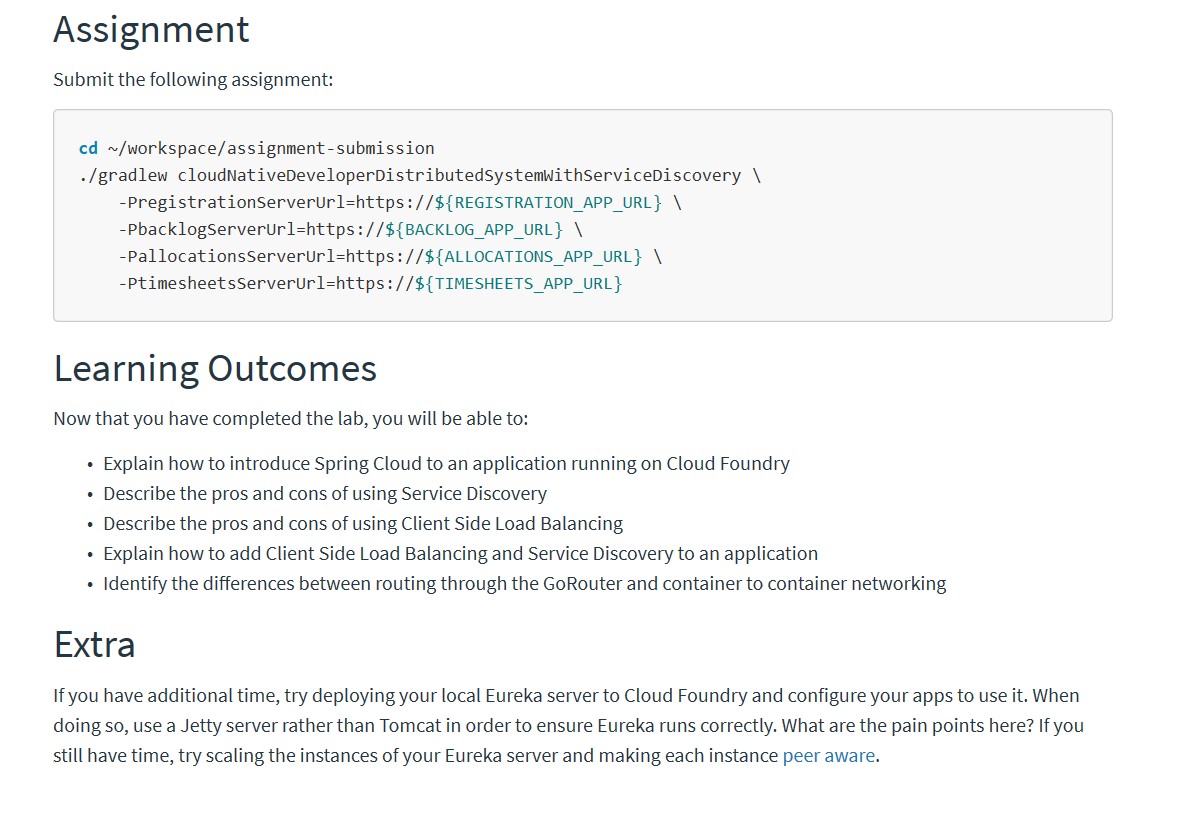 Assignment
Submit the following assignment:
cd ~/workspace/assignment-submission
./gradlew cloudNativeDeveloperDistributedSystemWithServiceDiscovery \
    -PregistrationServerUrl=https://${REGISTRATION_APP_URL} \
    -PbacklogServerUrl=https://${BACKLOG_APP_URL} \
    -PallocationsServerUrl=https://${ALLOCATIONS_APP_URL} \
    -PtimesheetsServerUrl=https://${TIMESHEETS_APP_URL}
Learning Outcomes
Now that you have completed the lab, you will be able to:
• Explain how to introduce Spring Cloud to an application running on Cloud Foundry
• Describe the pros and cons of using Service Discovery
• Describe the pros and cons of using Client Side Load Balancing
• Explain how to add Client Side Load Balancing and Service Discovery to an application
• Identify the differences between routing through the GoRouter and container to container networking
Extra
If you have additional time, try deploying your local Eureka server to Cloud Foundry and configure your apps to use it. When
doing so, use a Jetty server rather than Tomcat in order to ensure Eureka runs correctly. What are the pain points here? If you
still have time, try scaling the instances of your Eureka server and making each instance peer aware.